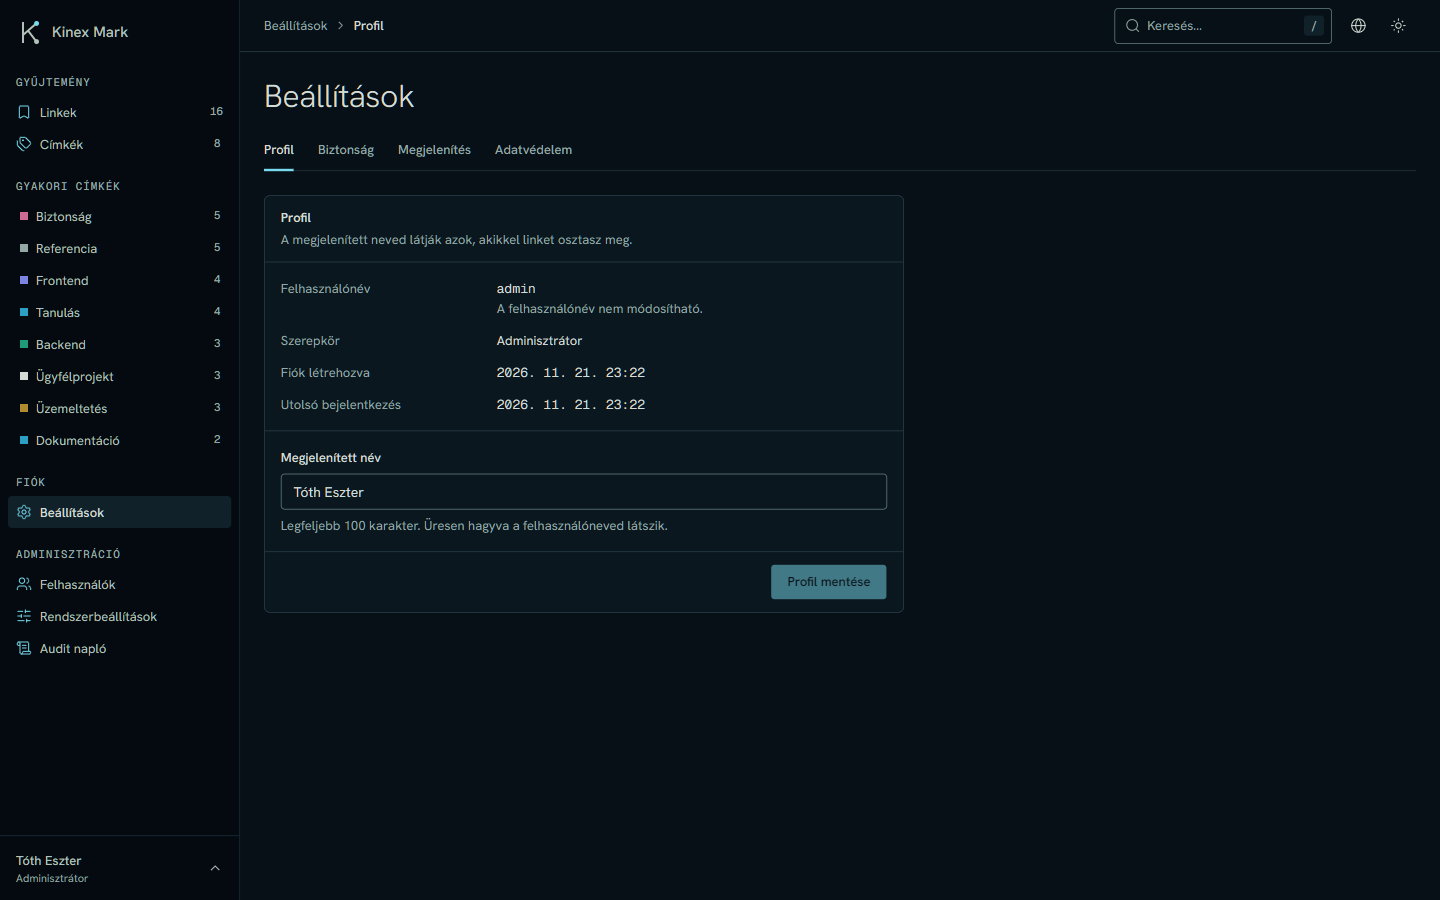 Kinex Mark
GYŰJTEMÉNY
Linkek 16
Címkék 8
GYAKORI CÍMKÉK
Biztonság 5
Referencia 5
Frontend 4
Tanulás 4
Backend 3
Ügyfélprojekt 3
Üzemeltetés 3
Dokumentáció 2
FIÓK
Beállítások
ADMINISZTRÁCIÓ
Felhasználók
Rendszerbeállítások
Audit napló
Tóth Eszter
Adminisztrátor
Beállítások > Profil
Keresés... /
Beállítások
Profil Biztonság Megjelenítés Adatvédelem
Profil
A megjelenített neved látják azok, akikkel linket osztasz meg.
Felhasználónév admin
A felhasználónév nem módosítható.
Szerepkör Adminisztrátor
Fiók létrehozva 2026. 11. 21. 23:22
Utolsó bejelentkezés 2026. 11. 21. 23:22
Megjelenített név
Tóth Eszter
Legfeljebb 100 karakter. Üresen hagyva a felhasználóneved látszik.
Profil mentése